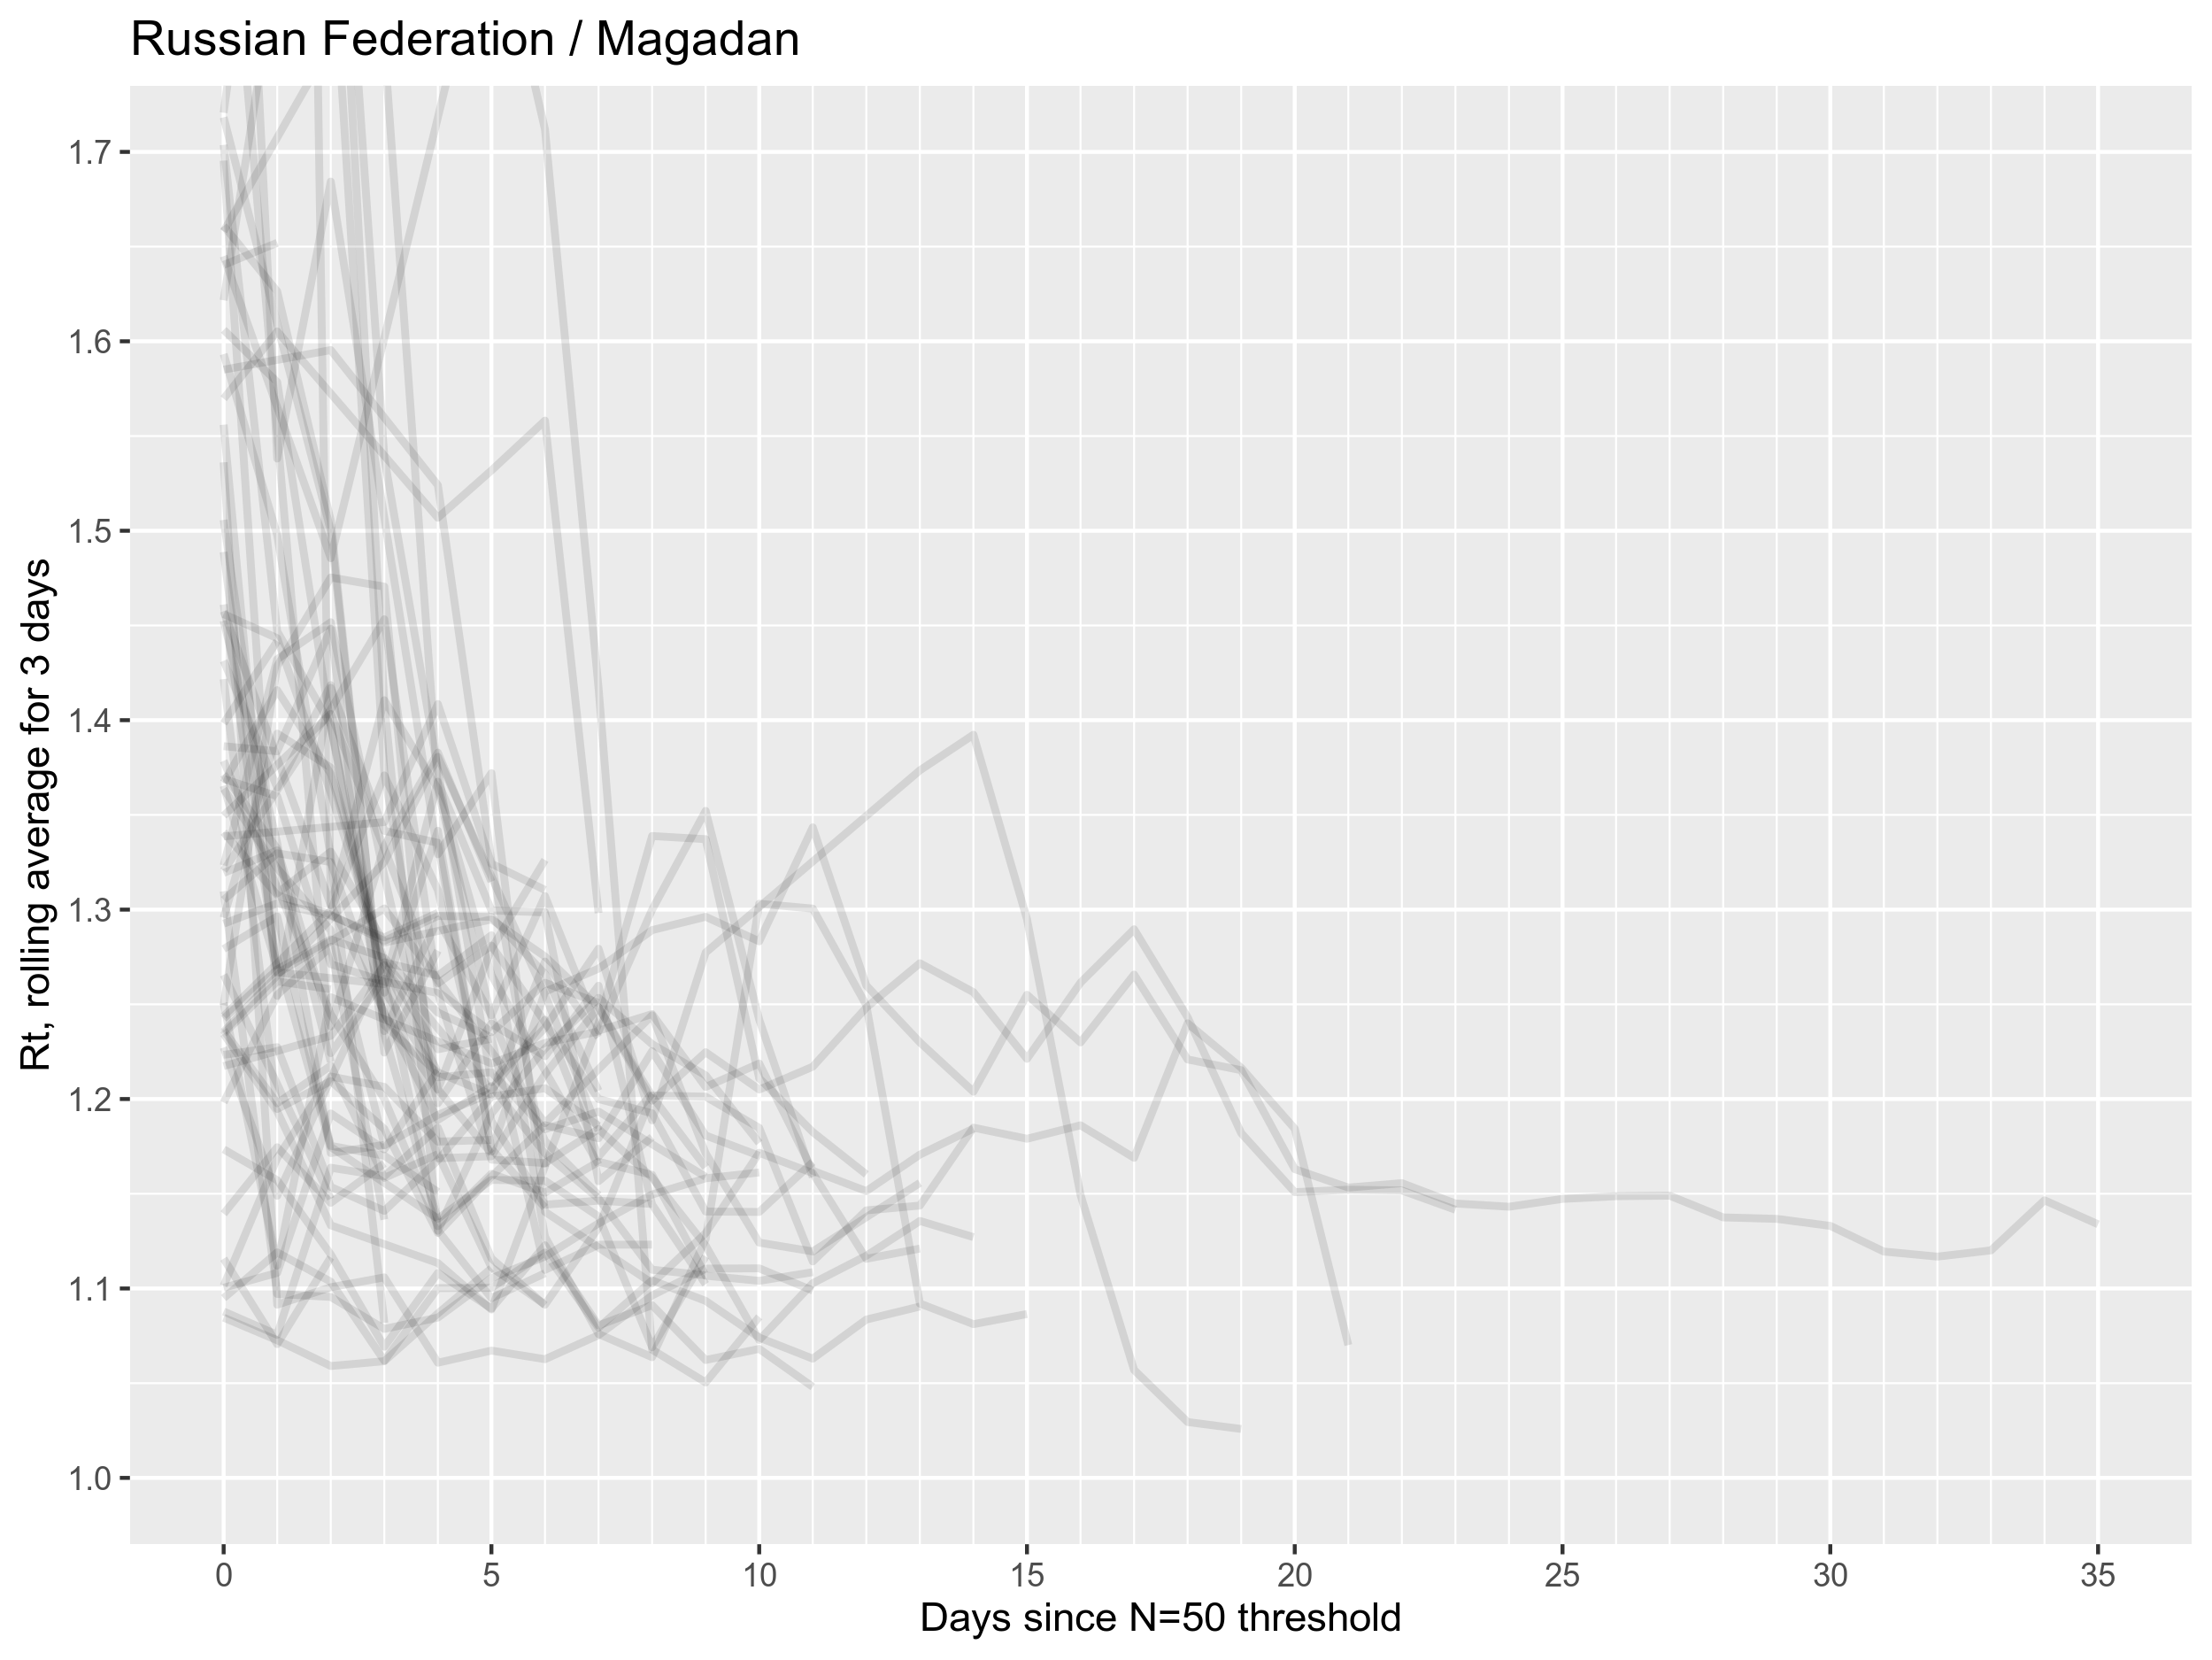 Russian Federation / Magadan
Rt, rolling average for 3 days
1.7
1.6
1.5
1.4
1.3
1.2
1.1
1.0
0 5 10 15 20 25 30 35
Days since N=50 threshold